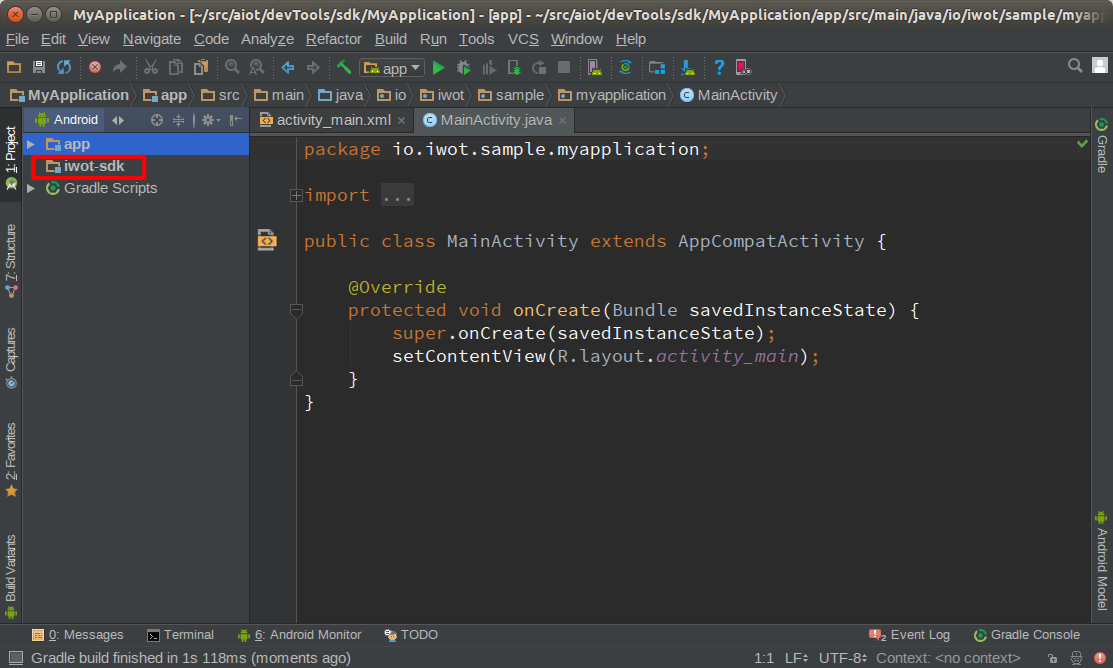 MyApplication - [~/src/aiot/devTools/sdk/MyApplication] - [app] - ~/src/aiot/devTools/sdk/MyApplication/app/src/main/java/io/iwot/sample/myapp
File Edit View Navigate Code Analyze Refactor Build Run Tools VCS Window Help
app
MyApplication app src main java io iwot sample myapplication MainActivity
Android
activity_main.xml MainActivity.java
app
iwot-sdk
Gradle Scripts
1: Project
7: Structure
Captures
2: Favorites
Build Variants
package io.iwot.sample.myapplication;
import ...
public class MainActivity extends AppCompatActivity {
@Override
protected void onCreate(Bundle savedInstanceState) {
super.onCreate(savedInstanceState);
setContentView(R.layout.activity_main);
}
}
Gradle
Android Model
0: Messages Terminal 6: Android Monitor TODO 2 Event Log Gradle Console
Gradle build finished in 1s 118ms (moments ago) 1:1 LF UTF-8 Context: <no context>